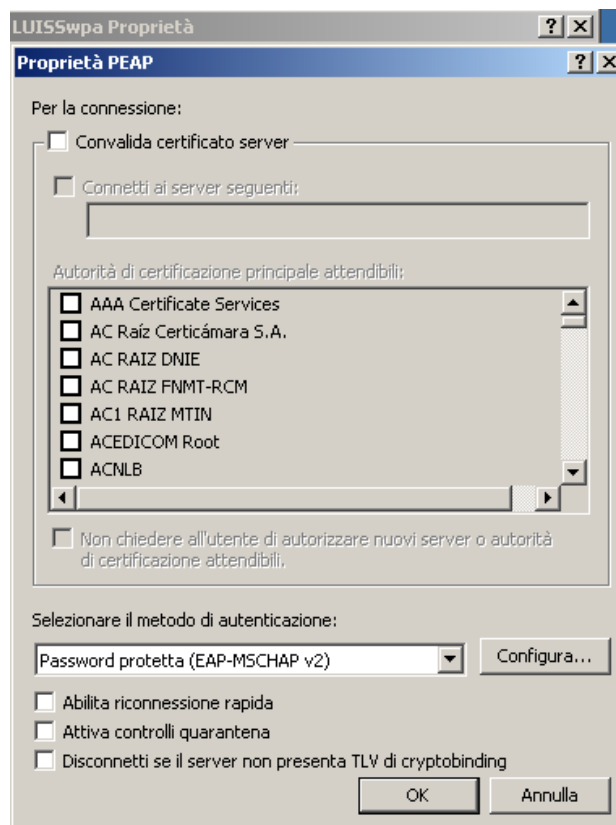 LUISSwpa Proprietà
Proprietà PEAP
Per la connessione:
Convalida certificato server
Connetti ai server seguenti:
Autorità di certificazione principale attendibili:
AAA Certificate Services
AC Raíz Certicámara S.A.
AC RAIZ DNIE
AC RAIZ FNMT-RCM
AC1 RAIZ MTIN
ACEDICOM Root
ACNLB
Non chiedere all'utente di autorizzare nuovi server o autorità
di certificazione attendibili.
Selezionare il metodo di autenticazione:
Password protetta (EAP-MSCHAP v2)
Configura...
Abilita riconnessione rapida
Attiva controlli quarantena
Disconnetti se il server non presenta TLV di cryptobinding
OK
Annulla